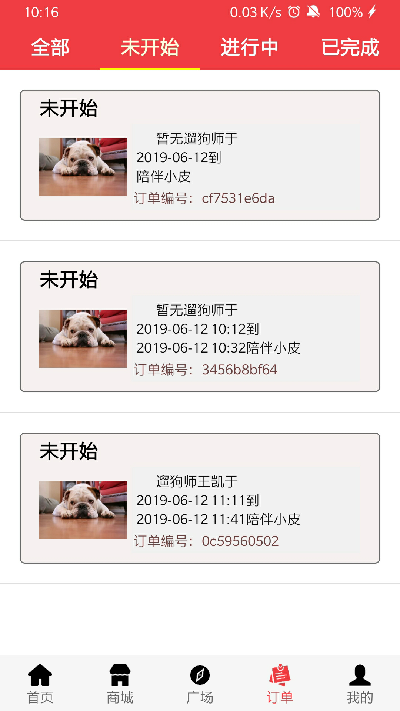 10:16 0.03 K/s 100%
全部 未开始 进行中 已完成
未开始
暂无遛狗师于
2019-06-12到
陪伴小皮
订单编号：cf7531e6da
未开始
暂无遛狗师于
2019-06-12 10:12到
2019-06-12 10:32陪伴小皮
订单编号：3456b8bf64
未开始
遛狗师王凯于
2019-06-12 11:11到
2019-06-12 11:41陪伴小皮
订单编号：0c59560502
首页 商城 广场 订单 我的